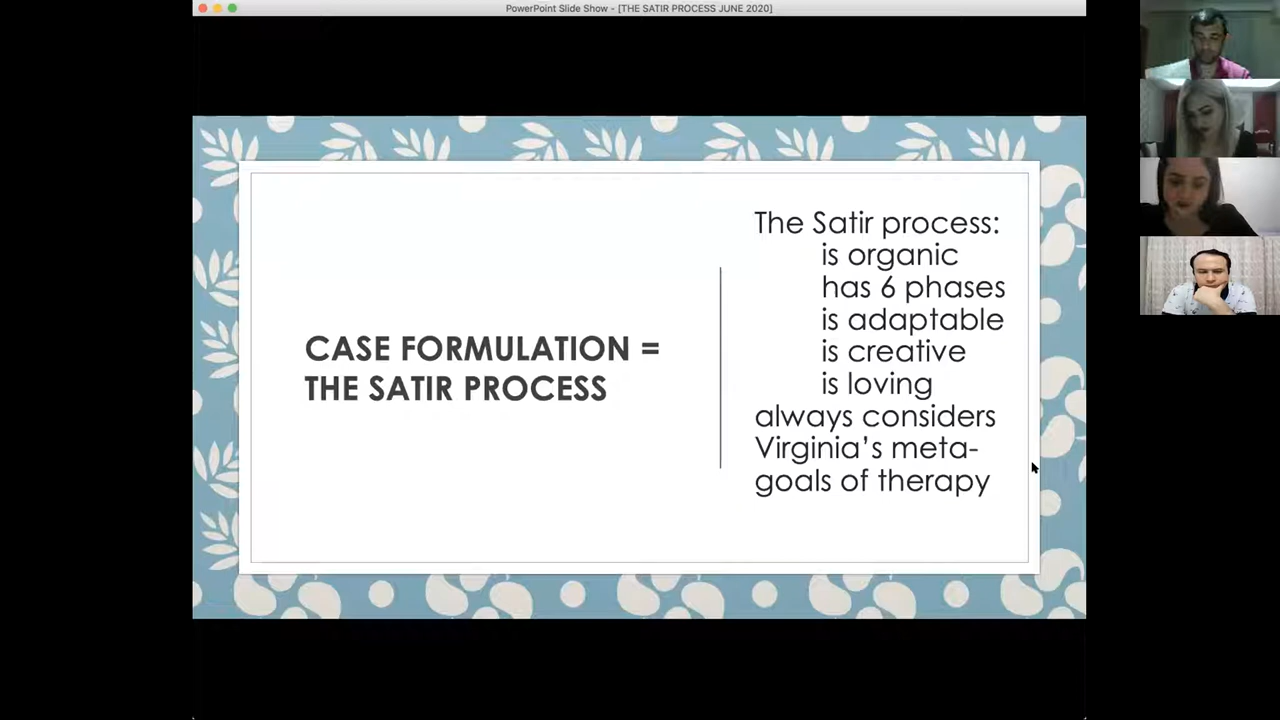 PowerPoint Slide Show - [THE SATIR PROCESS JUNE 2020]
CASE FORMULATION =
THE SATIR PROCESS
The Satir process:
is organic
has 6 phases
is adaptable
is creative
is loving
always considers
Virginia’s meta-
goals of therapy